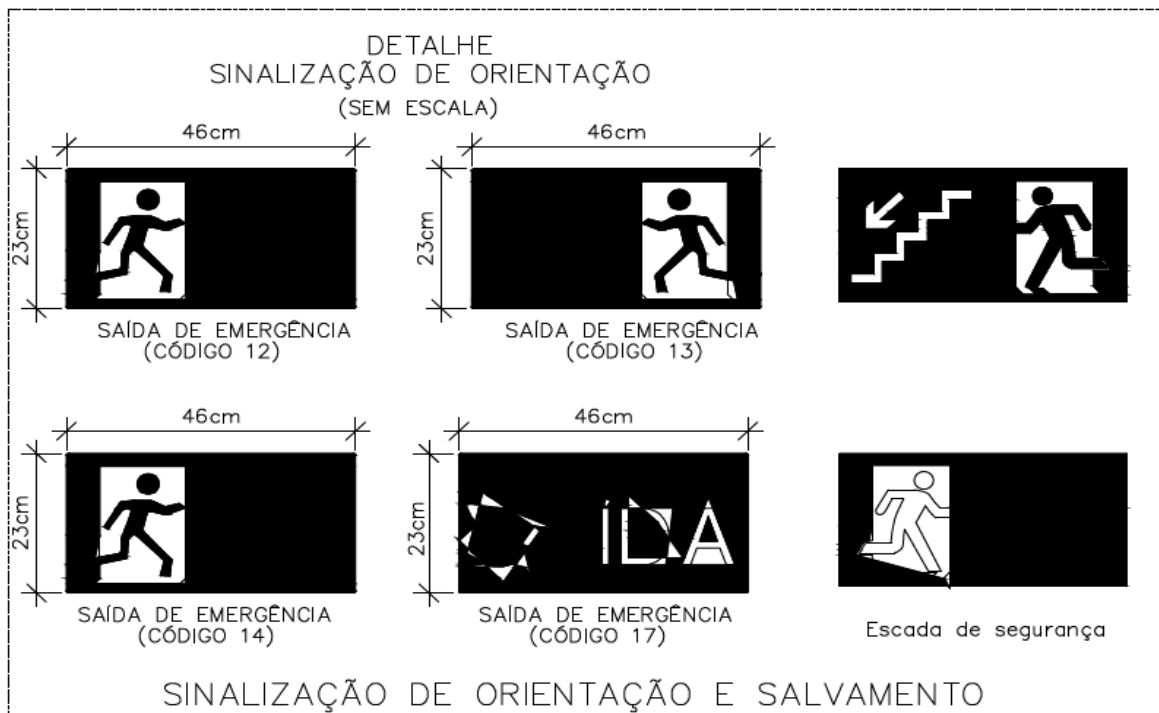 DETALHE
SINALIZAÇÃO DE ORIENTAÇÃO
(SEM ESCALA)
46cm
46cm
23cm
23cm
SAÍDA DE EMERGÊNCIA
(CÓDIGO 12)
SAÍDA DE EMERGÊNCIA
(CÓDIGO 13)
46cm
46cm
23cm
23cm
IDA
SAÍDA DE EMERGÊNCIA
(CÓDIGO 14)
SAÍDA DE EMERGÊNCIA
(CÓDIGO 17)
Escada de segurança
SINALIZAÇÃO DE ORIENTAÇÃO E SALVAMENTO